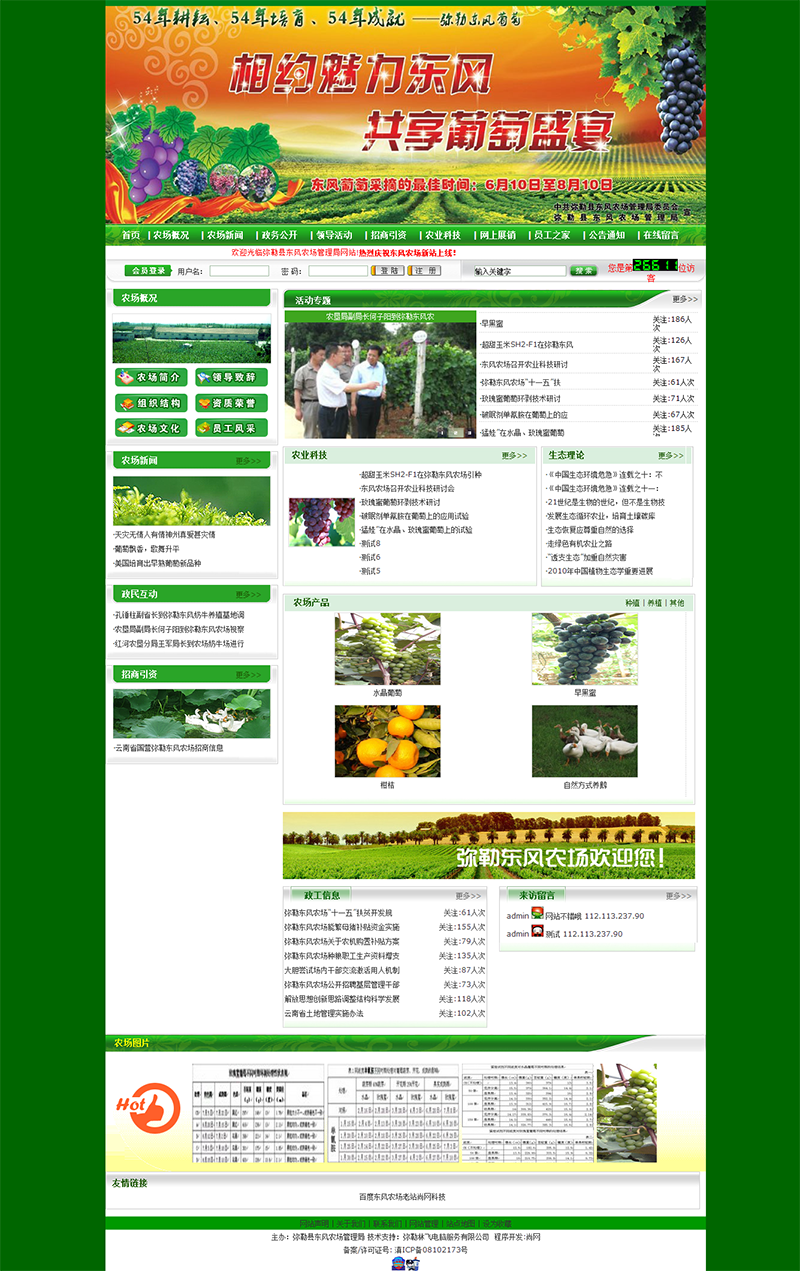 54年耕耘、54年培育、54年成就 ——弥勒东风葡萄
相约魅力东风
共享葡萄盛宴
东风葡萄采摘的最佳时间：6月10日至8月10日
中共弥勒县东风农场管理局委员会
弥勒县东风农场管理局
宣
首页 | 农场概况 | 农场新闻 | 政务公开 | 领导活动 | 招商引资 | 农业科技 | 网上展销 | 员工之家 | 公告通知 | 在线留言
欢迎光临弥勒县东风农场管理局网站!热烈庆祝东风农场新站上线!
会员登录 用户名: 密 码: 登 陆 注 册 输入关键字 搜 索 您是第26611位访客
农场概况
农场简介 领导致辞
组织结构 资质荣誉
农场文化 员工风采
农场新闻 更多>>
·天灾无情人有情神州真爱甚灾情
·葡萄飘香，歌舞升平
·美国培育出早熟葡萄新品种
政民互动 更多>>
·孔垂柱副省长到弥勒东风奶牛养殖基地调
·农垦局副局长何子阳到弥勒东风农场视察
·红河农垦分局王军局长到农场奶牛场进行
招商引资 更多>>
·云南省国营弥勒东风农场招商信息
活动专题 更多>>
农垦局副局长何子阳到弥勒东风农
·早黑蜜 关注:186人次
·超甜玉米SH2-F1在弥勒东风 关注:126人次
·东风农场召开农业科技研讨 关注:167人次
·弥勒东风农场"十一五"扶 关注:61人次
·玫瑰蜜葡萄环剥技术研讨 关注:71人次
·破眠剂单氰胺在葡萄上的应 关注:67人次
·猛蛙"在水晶、玫瑰蜜葡萄 关注:185人次
农业科技 更多>>
·超甜玉米SH2-F1在弥勒东风农场引种
·东风农场召开农业科技研讨会
·玫瑰蜜葡萄环剥技术研讨
·破眠剂单氰胺在葡萄上的应用试验
·猛蛙"在水晶、玫瑰蜜葡萄上的试验
·测试8
·测试6
·测试5
生态理论 更多>>
·《中国生态环境危急》连载之十：不
·《中国生态环境危急》连载之十一：
·21世纪是生物的世纪，但不是生物技
·发展生态循环农业，培育土壤碳库
·生态恢复应尊重自然的选择
·走绿色有机农业之路
·"透支生态"加重自然灾害
·2010年中国植物生态学重要进展
农场产品 种植 | 养殖 | 其他
水晶葡萄 早黑蜜
柑桔 自然方式养鹅
弥勒东风农场欢迎您！
政工信息 更多>>
弥勒东风农场"十一五"扶贫开发规 关注:61人次
弥勒东风农场能繁母猪补贴资金实施 关注:155人次
弥勒东风农场关于农机购置补贴方案 关注:79人次
弥勒东风农场种粮职工生产资料增支 关注:135人次
大胆尝试场内干部交流激活用人机制 关注:87人次
弥勒东风农场公开招聘基层管理干部 关注:73人次
解放思想创新思路调整结构科学发展 关注:118人次
云南省土地管理实施办法 关注:102人次
来访留言 更多>>
admin 网站不错哦 112.113.237.90
admin 测试 112.113.237.90
农场图片
Hot
友情链接
百度东风农场老站尚网科技
网站声明 | 关于我们 | 联系我们 | 网站管理 | 站点地图 | 设为收藏
主办：弥勒县东风农场管理局 技术支持：弥勒林飞电脑服务有限公司 程序开发:尚网
备案/许可证号: 滇ICP备08102173号